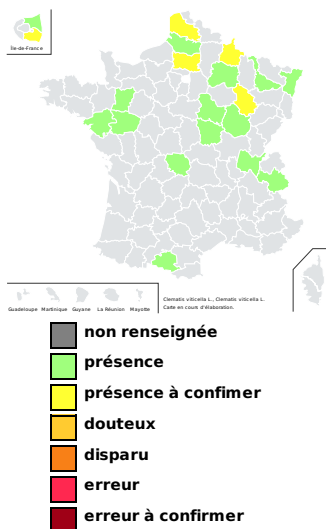 Île-de-France
Guadeloupe Martinique Guyane La Réunion Mayotte
Clematis viticella L., Clematis viticella L.
Carte en cours d'élaboration.
non renseignée
présence
présence à confimer
douteux
disparu
erreur
erreur à confirmer